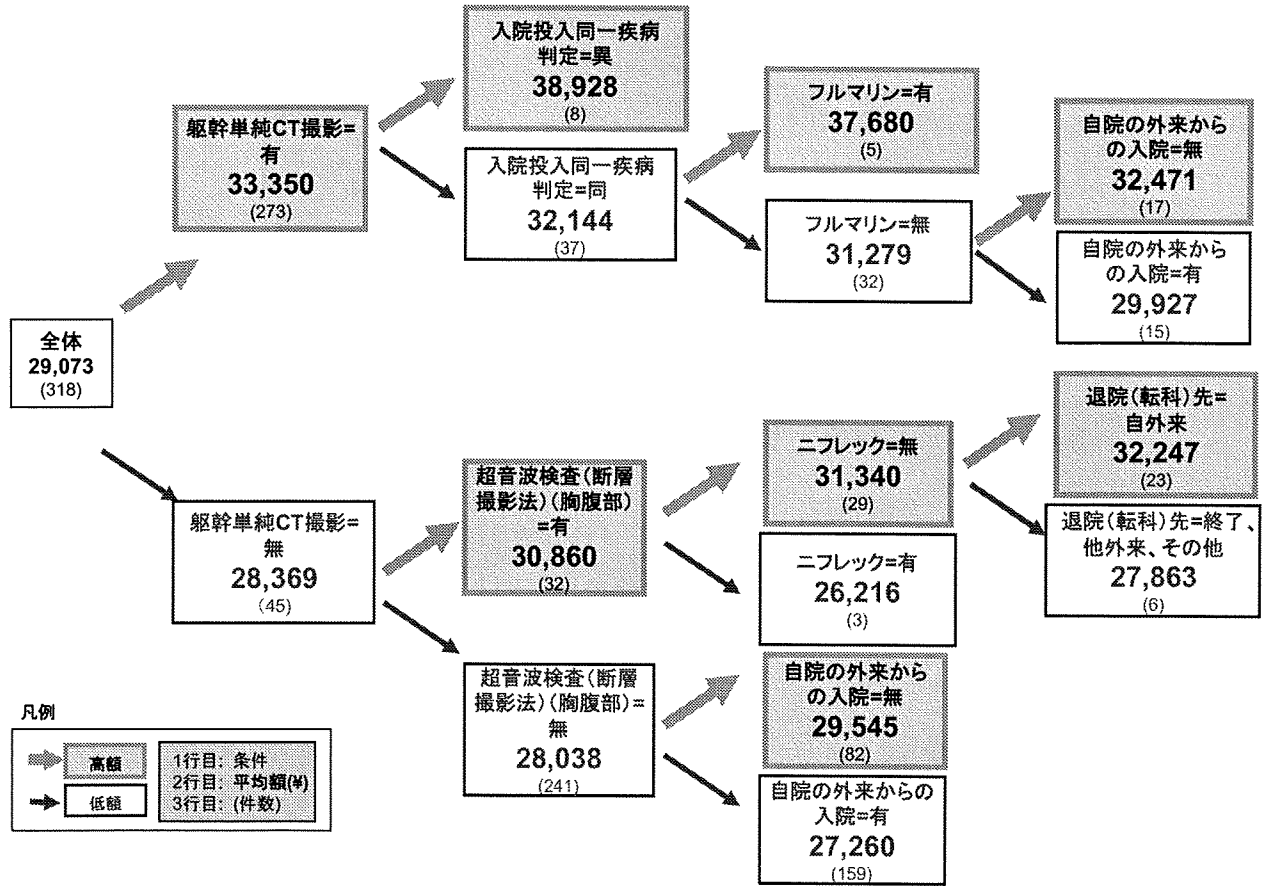 全体
29,073
(318)
躯幹単純CT撮影=
有
33,350
(273)
躯幹単純CT撮影=
無
28,369
(45)
入院投入同一疾病
判定=異
38,928
(8)
入院投入同一疾病
判定=同
32,144
(37)
超音波検査(断層
撮影法)(胸腹部)
=有
30,860
(32)
超音波検査(断層
撮影法)(胸腹部)=
無
28,038
(241)
フルマリン=有
37,680
(5)
フルマリン=無
31,279
(32)
ニフレック=無
31,340
(29)
ニフレック=有
26,216
(3)
自院の外来から
の入院=無
29,545
(82)
自院の外来からの
入院=有
27,260
(159)
自院の外来から
の入院=無
32,471
(17)
自院の外来から
の入院=有
29,927
(15)
退院(転科)先=
自外来
32,247
(23)
退院(転科)先=終了、
他外来、その他
27,863
(6)
凡例
高額
低額
1行目: 条件
2行目: 平均額(¥)
3行目: (件数)